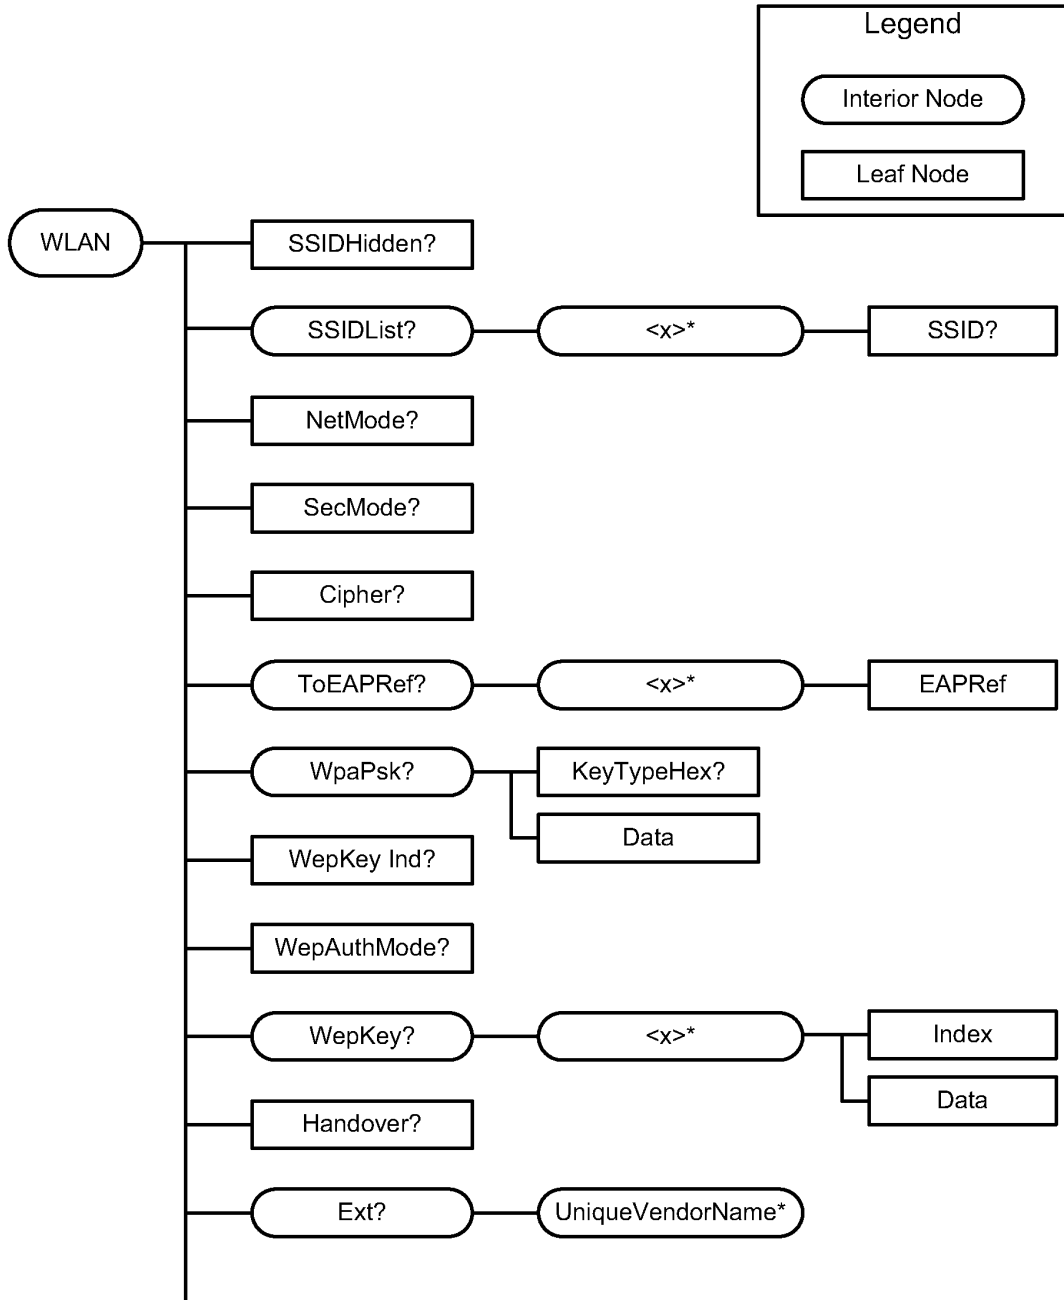 Legend
Interior Node
Leaf Node
WLAN
SSIDHidden?
SSIDList?
<x>*
SSID?
NetMode?
SecMode?
Cipher?
ToEAPRef?
<x>*
EAPRef
WpaPsk?
KeyTypeHex?
Data
WepKey Ind?
WepAuthMode?
WepKey?
<x>*
Index
Data
Handover?
Ext?
UniqueVendorName*